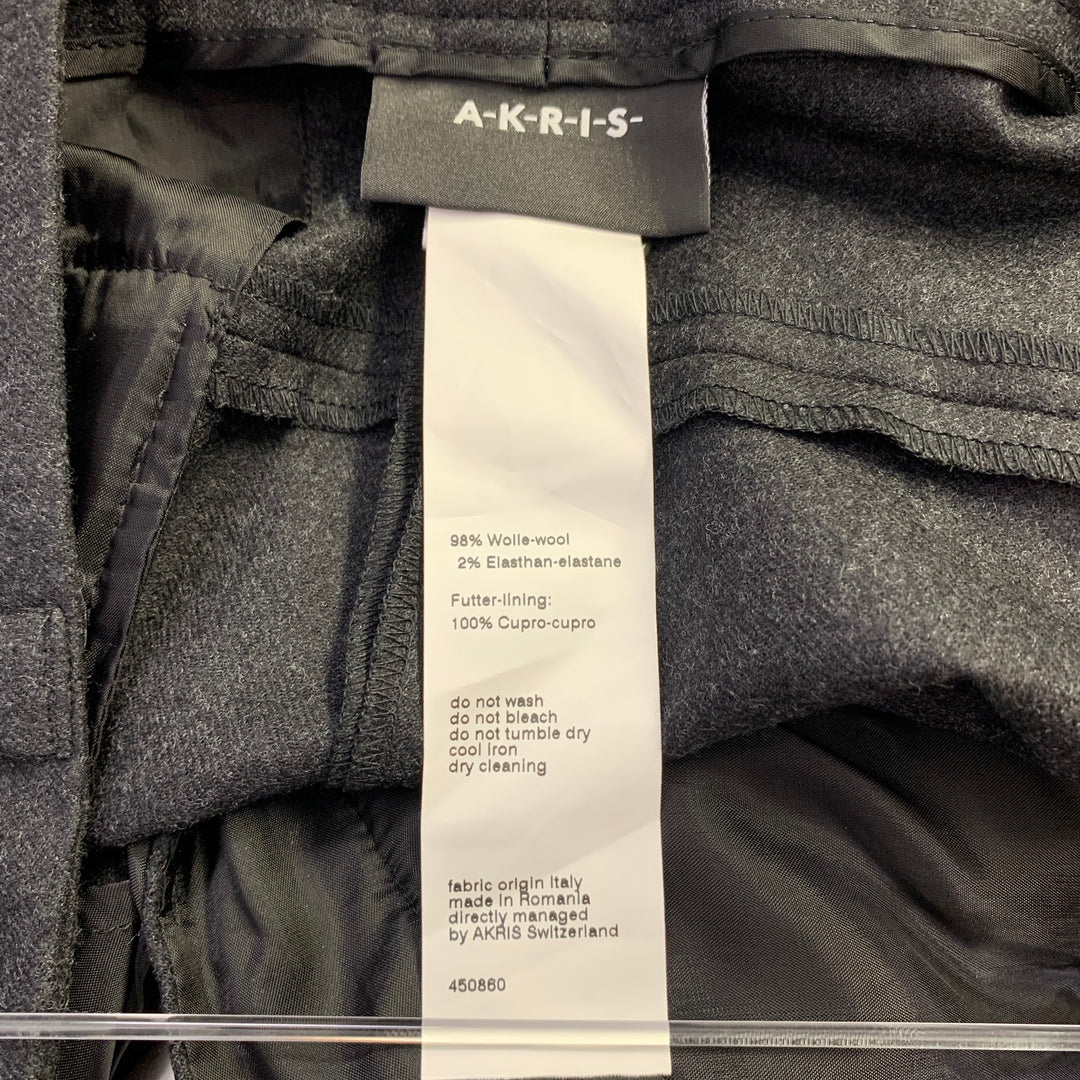 A-K-R-I-S-
98% Wolle-wool
2% Elasthan-elastane
Futter-lining:
100% Cupro-cupro
do not wash
do not bleach
do not tumble dry
cool iron
dry cleaning
fabric origin Italy
made in Romania
directly managed
by AKRIS Switzerland
450860